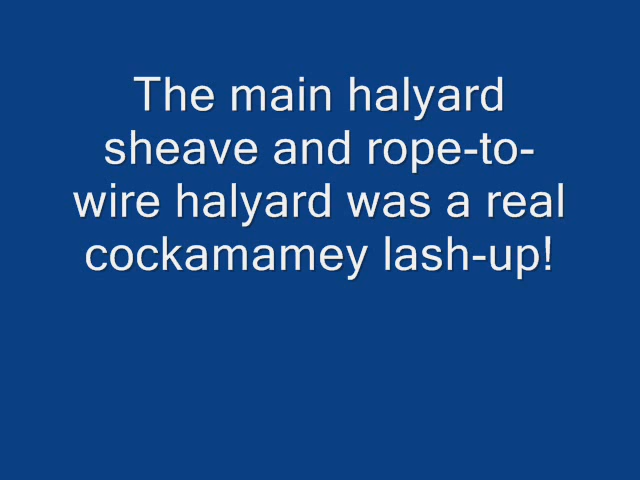 The main halyard
sheave and rope-to-
wire halyard was a real
cockamamey lash-up!